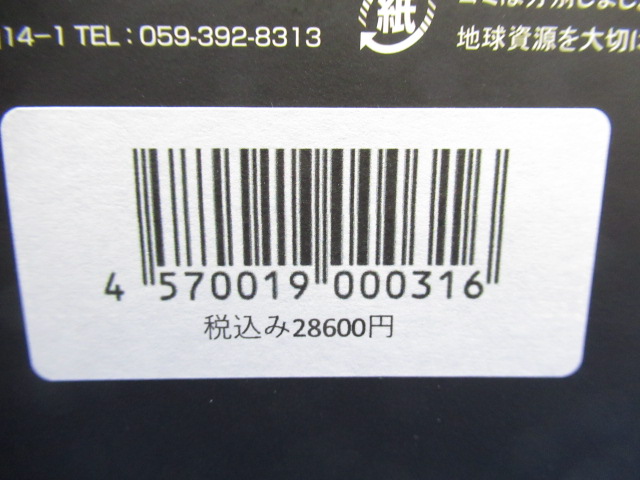 14−1 TEL：059-392-8313
紙
地球資源を大切に
4 570019 000316
税込み28600円